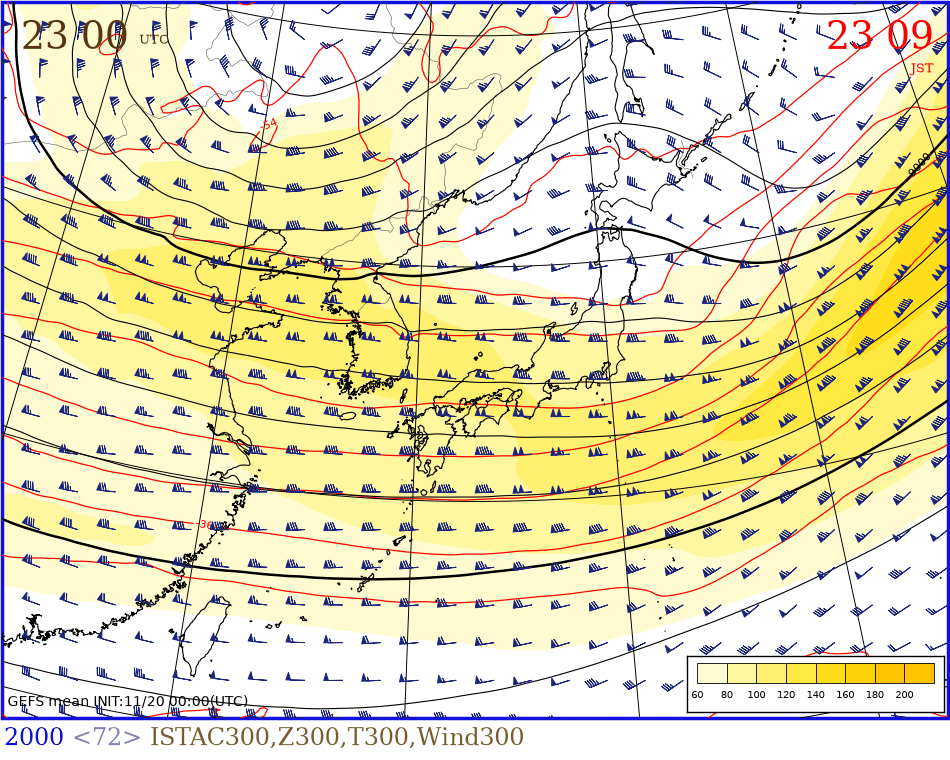 23 00 UTC
23 09
JST
-54
9000
-36
60 80 100 120 140 160 180 200
GEFS mean INIT:11/20 00:00(UTC)
2000 <72> ISTAC300,Z300,T300,Wind300